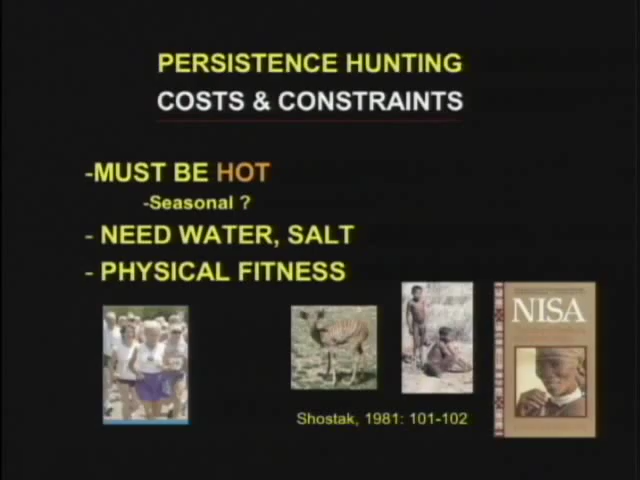 PERSISTENCE HUNTING
COSTS & CONSTRAINTS
-MUST BE HOT
-Seasonal ?
- NEED WATER, SALT
- PHYSICAL FITNESS
NISA
Shostak, 1981: 101-102